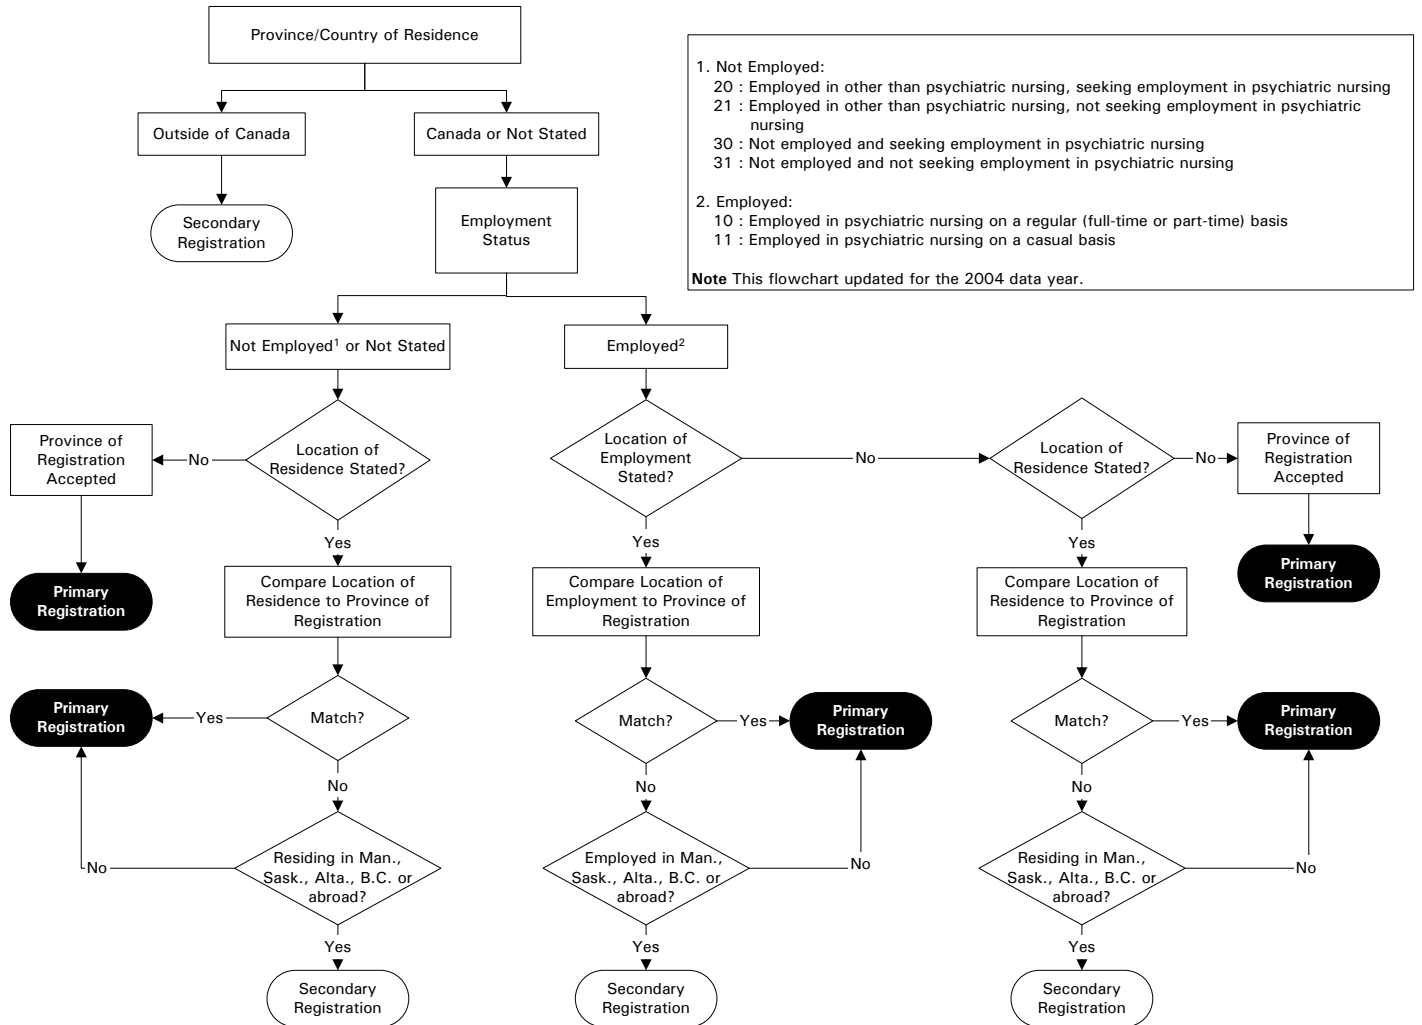 Province/Country of Residence
1. Not Employed:
20 : Employed in other than psychiatric nursing, seeking employment in psychiatric nursing
21 : Employed in other than psychiatric nursing, not seeking employment in psychiatric
nursing
30 : Not employed and seeking employment in psychiatric nursing
31 : Not employed and not seeking employment in psychiatric nursing
2. Employed:
10 : Employed in psychiatric nursing on a regular (full-time or part-time) basis
11 : Employed in psychiatric nursing on a casual basis
Note This flowchart updated for the 2004 data year.
Outside of Canada
Canada or Not Stated
Secondary
Registration
Employment
Status
Not Employed¹ or Not Stated
Employed²
Province of
Registration
Accepted
No
Location of
Residence Stated?
Location of
Employment
Stated?
No
Location of
Residence Stated?
No
Province of
Registration
Accepted
Yes
Yes
Yes
Primary
Registration
Compare Location of
Residence to Province of
Registration
Compare Location of
Employment to Province of
Registration
Compare Location of
Residence to Province of
Registration
Primary
Registration
Primary
Registration
Yes
Match?
Match?
Yes
Primary
Registration
Match?
Yes
Primary
Registration
No
No
No
No
Residing in Man.,
Sask., Alta., B.C. or
abroad?
Employed in Man.,
Sask., Alta., B.C. or
abroad?
No
Residing in Man.,
Sask., Alta., B.C. or
abroad?
No
Yes
Yes
Yes
Secondary
Registration
Secondary
Registration
Secondary
Registration